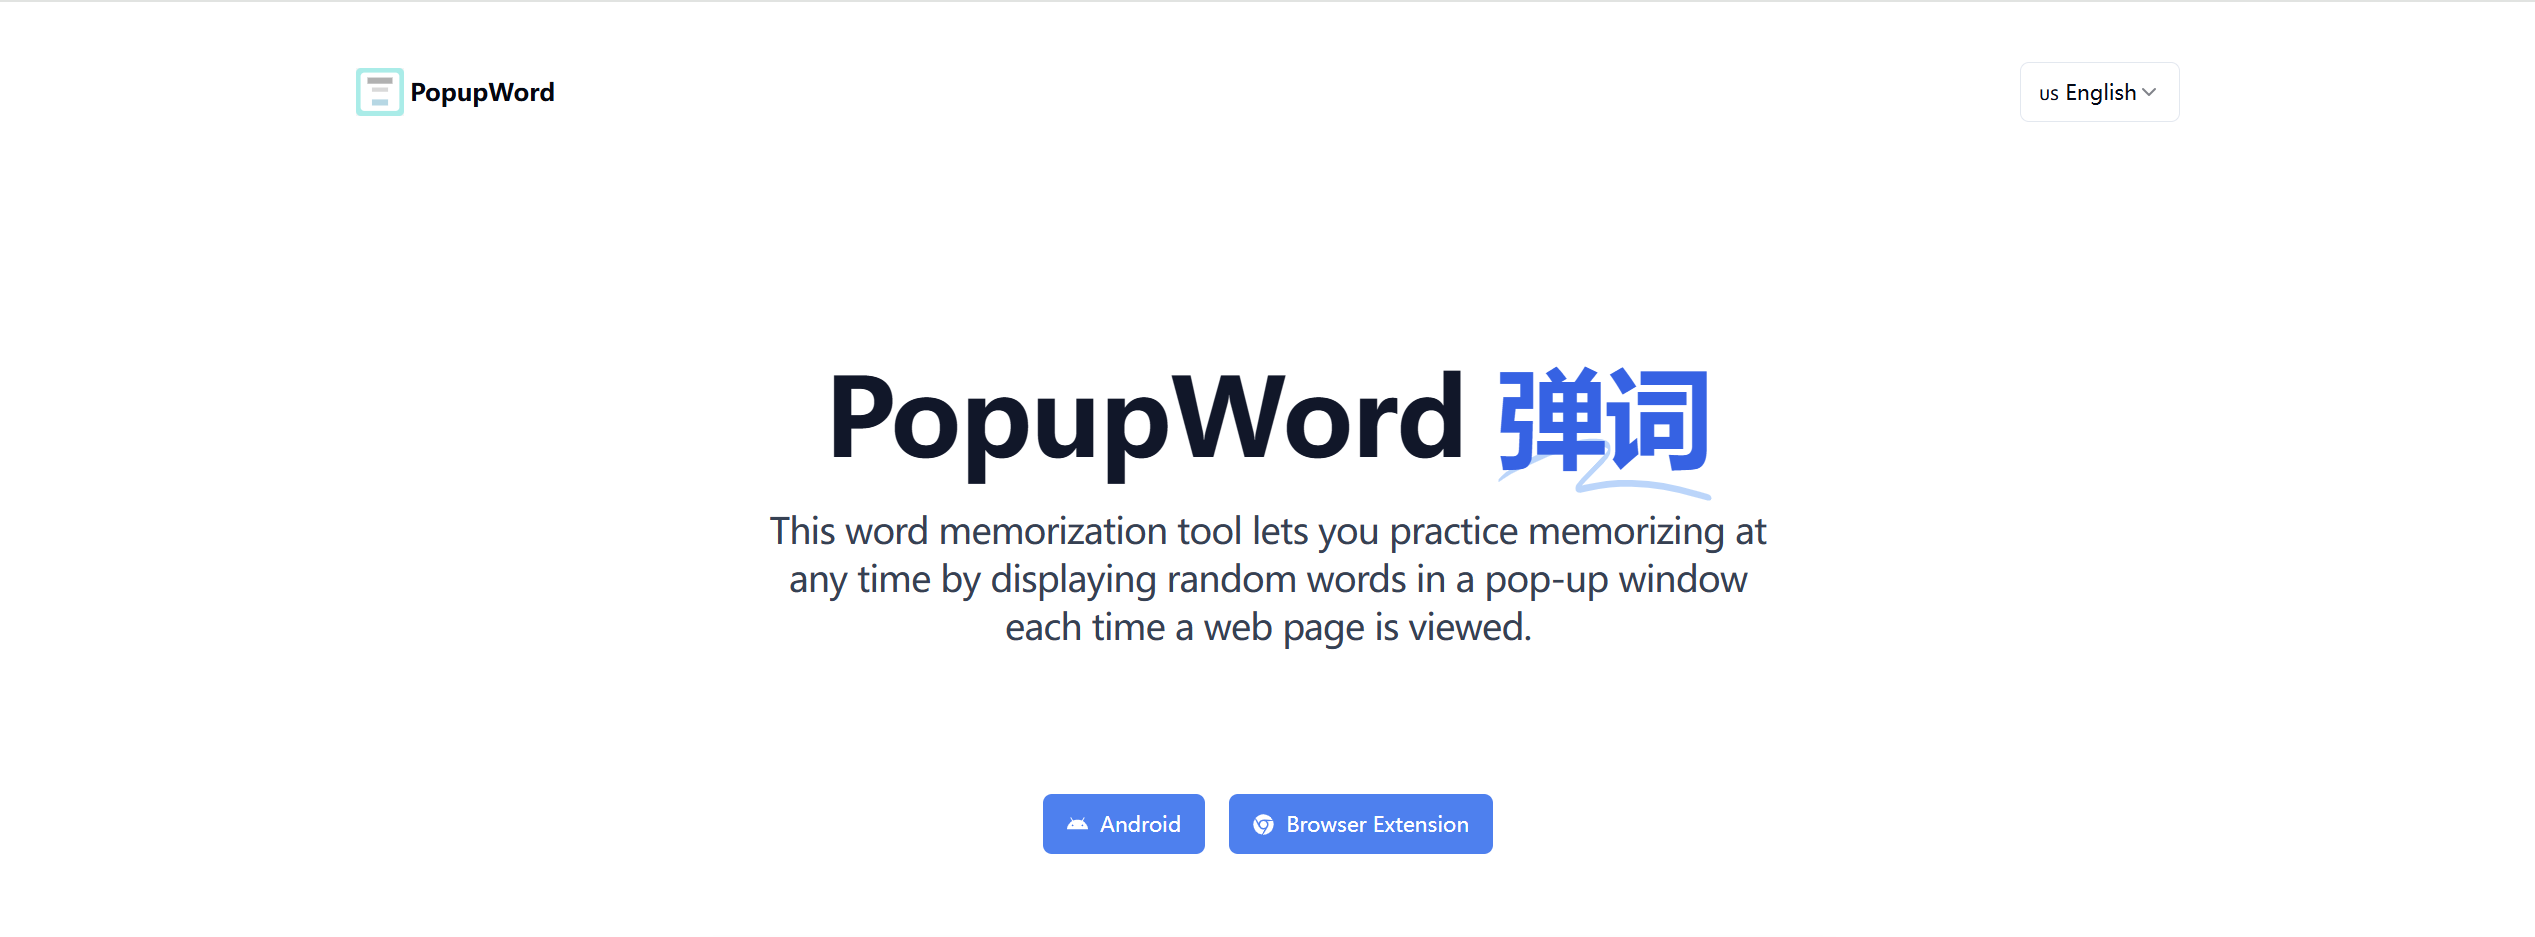 PopupWord
us English
PopupWord 弹词
This word memorization tool lets you practice memorizing at
any time by displaying random words in a pop-up window
each time a web page is viewed.
Android
Browser Extension